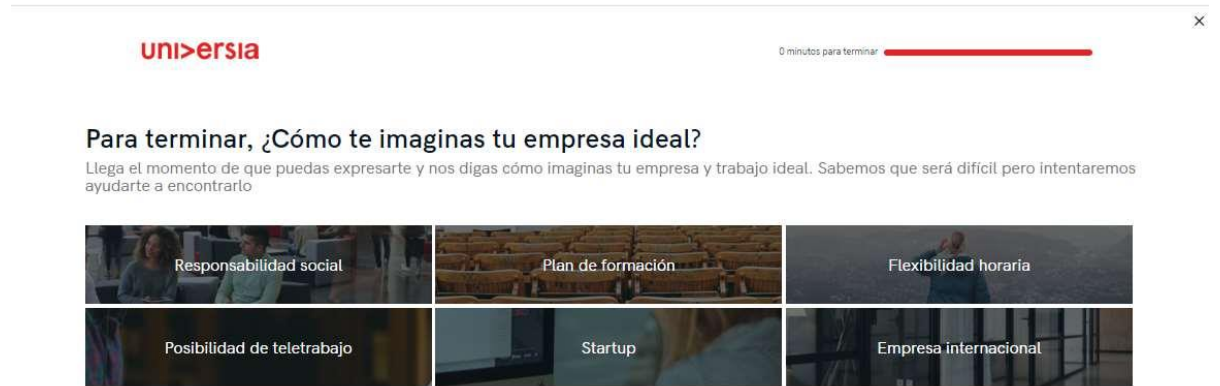 uni>ersia
0 minutos para terminar
Para terminar, ¿Cómo te imaginas tu empresa ideal?
Llega el momento de que puedas expresarte y nos digas cómo imaginas tu empresa y trabajo ideal. Sabemos que será difícil pero intentaremos
ayudarte a encontrarlo
Responsabilidad social
Plan de formación
Flexibilidad horaria
Posibilidad de teletrabajo
Startup
Empresa internacional